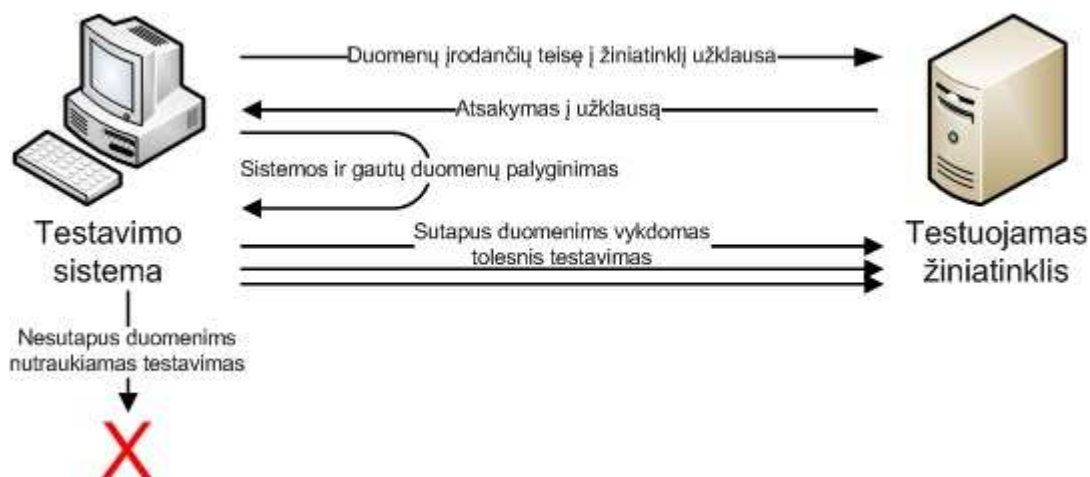 Duomenų įrodančių teisę į žiniatinklį užklausa
Atsakymas į užklausą
Sistemos ir gautų duomenų palyginimas
Testavimo
sistema
Sutapus duomenims vykdomas
tolesnis testavimas
Testuojamas
žiniatinklis
Nesutapus duomenims
nutraukiamas testavimas
X